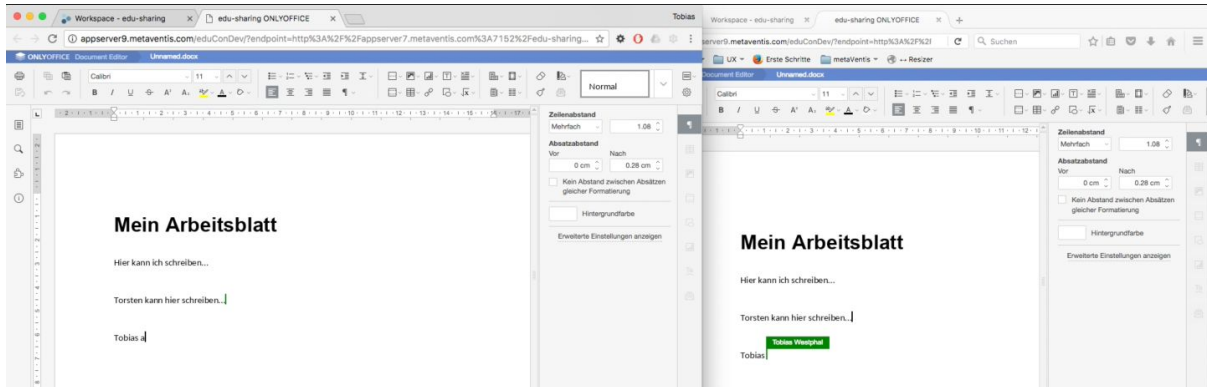 Workspace - edu-sharing
edu-sharing ONLYOFFICE
Tobias
appserver9.metaventis.com/eduConDev/?endpoint=http%3A%2F%2Fappserver7.metaventis.com%3A7152%2Fedu-sharing...
ONLYOFFICE Document Editor Unnamed.docx
Calibri 11
Normal
Zeilenabstand
Mehrfach 1.08
Absatzabstand
Vor Nach
0 cm 0.28 cm
Kein Abstand zwischen Absätzen
gleicher Formatierung
Hintergrundfarbe
Erweiterte Einstellungen anzeigen
Mein Arbeitsblatt
Hier kann ich schreiben...
Torsten kann hier schreiben...
Tobias a
Workspace - edu-sharing
edu-sharing ONLYOFFICE
erver9.metaventis.com/eduConDev/?endpoint=http%3A%2F%2F
Suchen
UX Erste Schritte metaVentis ↔ Resizer
Document Editor Unnamed.docx
Calibri 11
Zeilenabstand
Mehrfach 1.08
Absatzabstand
Vor Nach
0 cm 0.28 cm
Kein Abstand zwischen Absätzen
gleicher Formatierung
Hintergrundfarbe
Erweiterte Einstellungen anzeigen
Mein Arbeitsblatt
Hier kann ich schreiben...
Torsten kann hier schreiben...
Tobias Westphal
Tobias